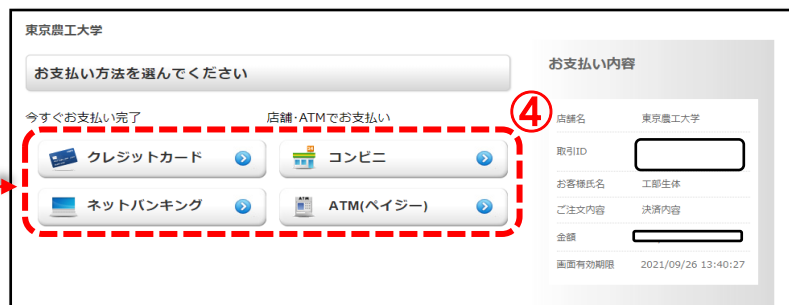 東京農工大学
お支払い方法を選んでください
今すぐお支払い完了
店舗・ATMでお支払い
クレジットカード
コンビニ
ネットバンキング
ATM
ATM(ペイジー)
④
お支払い内容
店舗名 東京農工大学
取引ID
お客様氏名 工部生体
ご注文内容 決済内容
金額
画面有効期限 2021/09/26 13:40:27